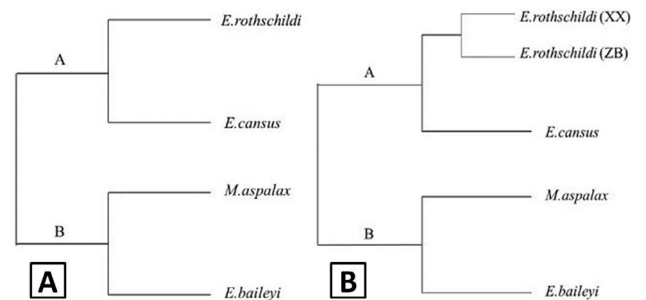 A
E.rothschildi
E.cansus
B
M.aspalax
E.baileyi
A
A
E.rothschildi (XX)
E.rothschildi (ZB)
E.cansus
B
M.aspalax
E.baileyi
B